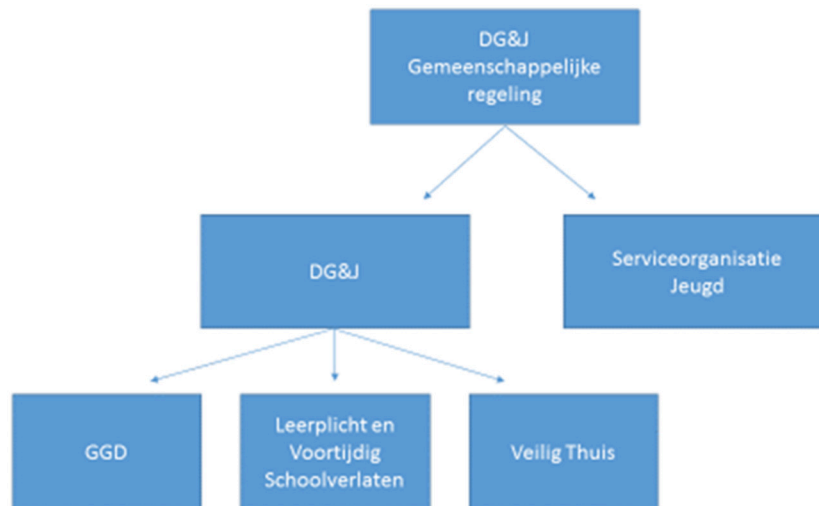 DG&J
Gemeenschappelijke
regeling
DG&J
Serviceorganisatie
Jeugd
GGD
Leerplicht en
Voortijdig
Schoolverlaten
Veilig Thuis